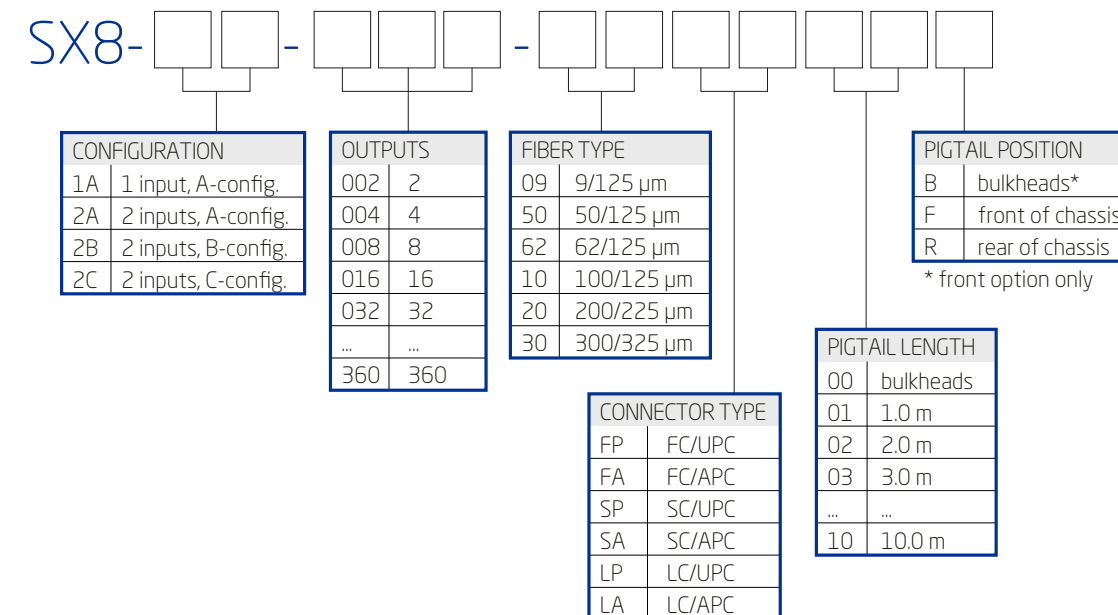 SX8- - -
CONFIGURATION
1A 1 input, A-config.
2A 2 inputs, A-config.
2B 2 inputs, B-config.
2C 2 inputs, C-config.
OUTPUTS
002 2
004 4
008 8
016 16
032 32
... ...
360 360
FIBER TYPE
09 9/125 µm
50 50/125 µm
62 62/125 µm
10 100/125 µm
20 200/225 µm
30 300/325 µm
CONNECTOR TYPE
FP FC/UPC
FA FC/APC
SP SC/UPC
SA SC/APC
LP LC/UPC
LA LC/APC
PIGTAIL LENGTH
00 bulkheads
01 1.0 m
02 2.0 m
03 3.0 m
... ...
10 10.0 m
PIGTAIL POSITION
B bulkheads*
F front of chassis
R rear of chassis
* front option only